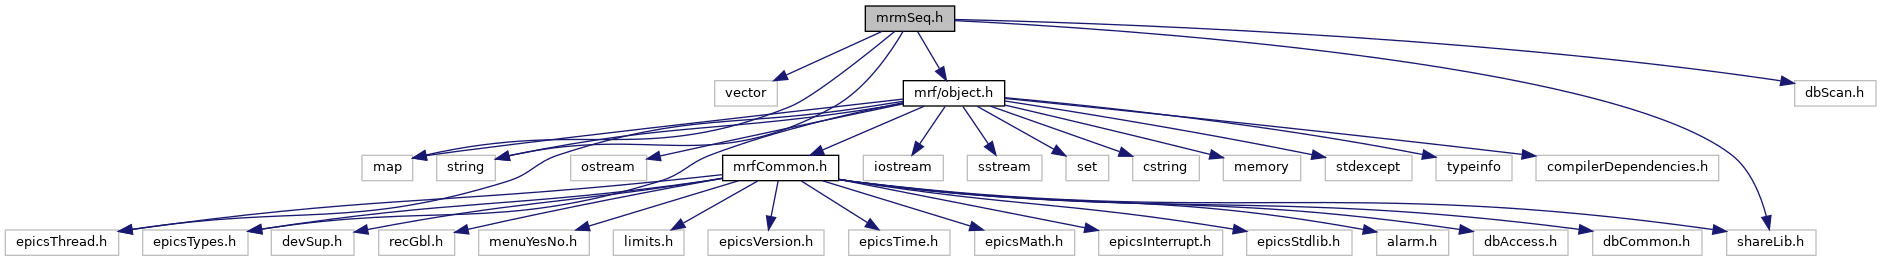 mrmSeq.h
vector
mrf/object.h
dbScan.h
map
string
ostream
mrfCommon.h
iostream
sstream
set
cstring
memory
stdexcept
typeinfo
compilerDependencies.h
epicsThread.h
epicsTypes.h
devSup.h
recGbl.h
menuYesNo.h
limits.h
epicsVersion.h
epicsTime.h
epicsMath.h
epicsInterrupt.h
epicsStdlib.h
alarm.h
dbAccess.h
dbCommon.h
shareLib.h